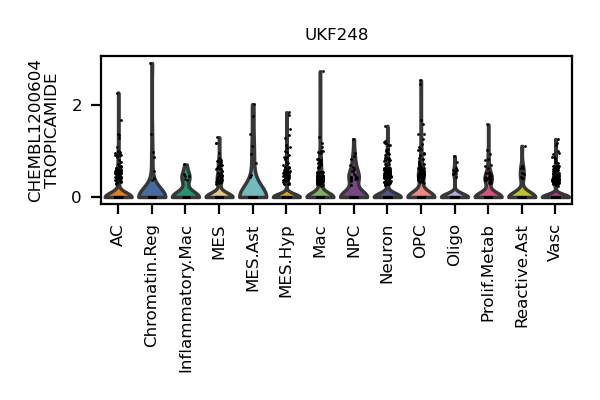 UKF248
CHEMBL1200604
TROPICAMIDE
2
0
AC
Chromatin.Reg
Inflammatory.Mac
MES
MES.Ast
MES.Hyp
Mac
NPC
Neuron
OPC
Oligo
Prolif.Metab
Reactive.Ast
Vasc